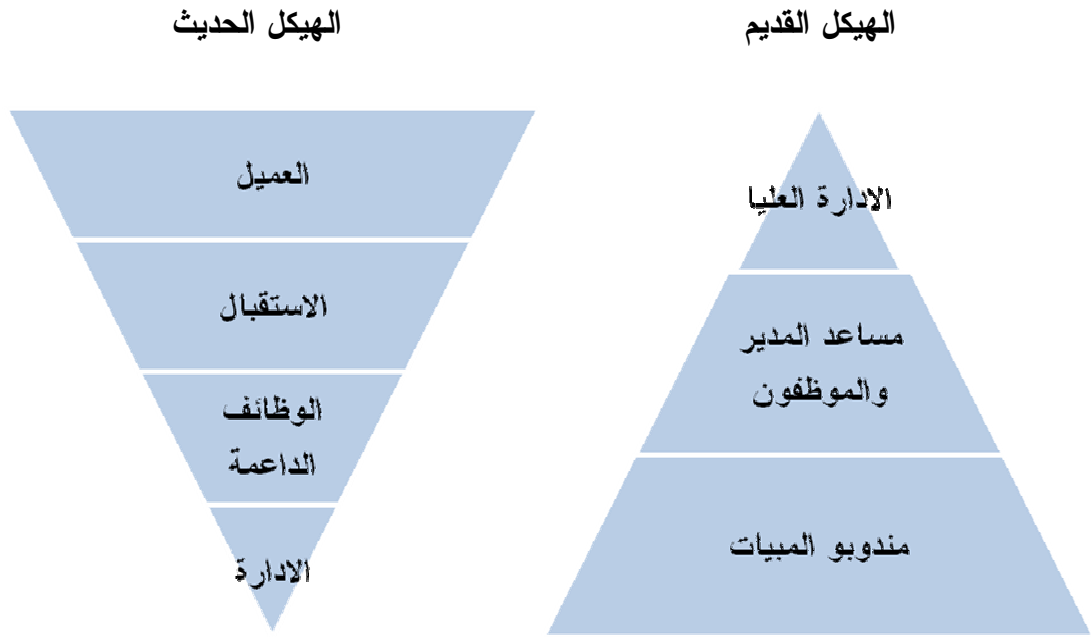 الهيكل القديم
الادارة العليا
مساعد المدير
والموظفون
مندوبو المبيات
الهيكل الحديث
العميل
الاستقبال
الوظائف
الداعمة
الادارة